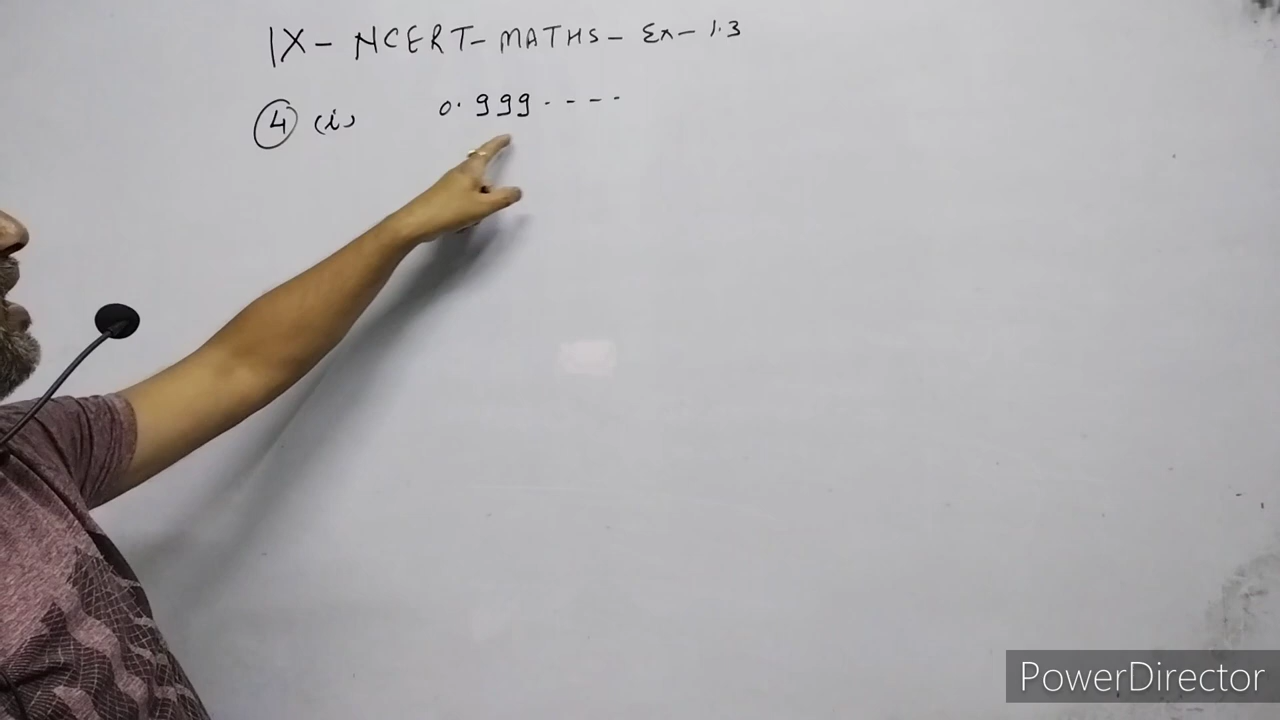 IX - NCERT - MATHS - Ex - 1.3
4 (i) 0.999....
PowerDirector